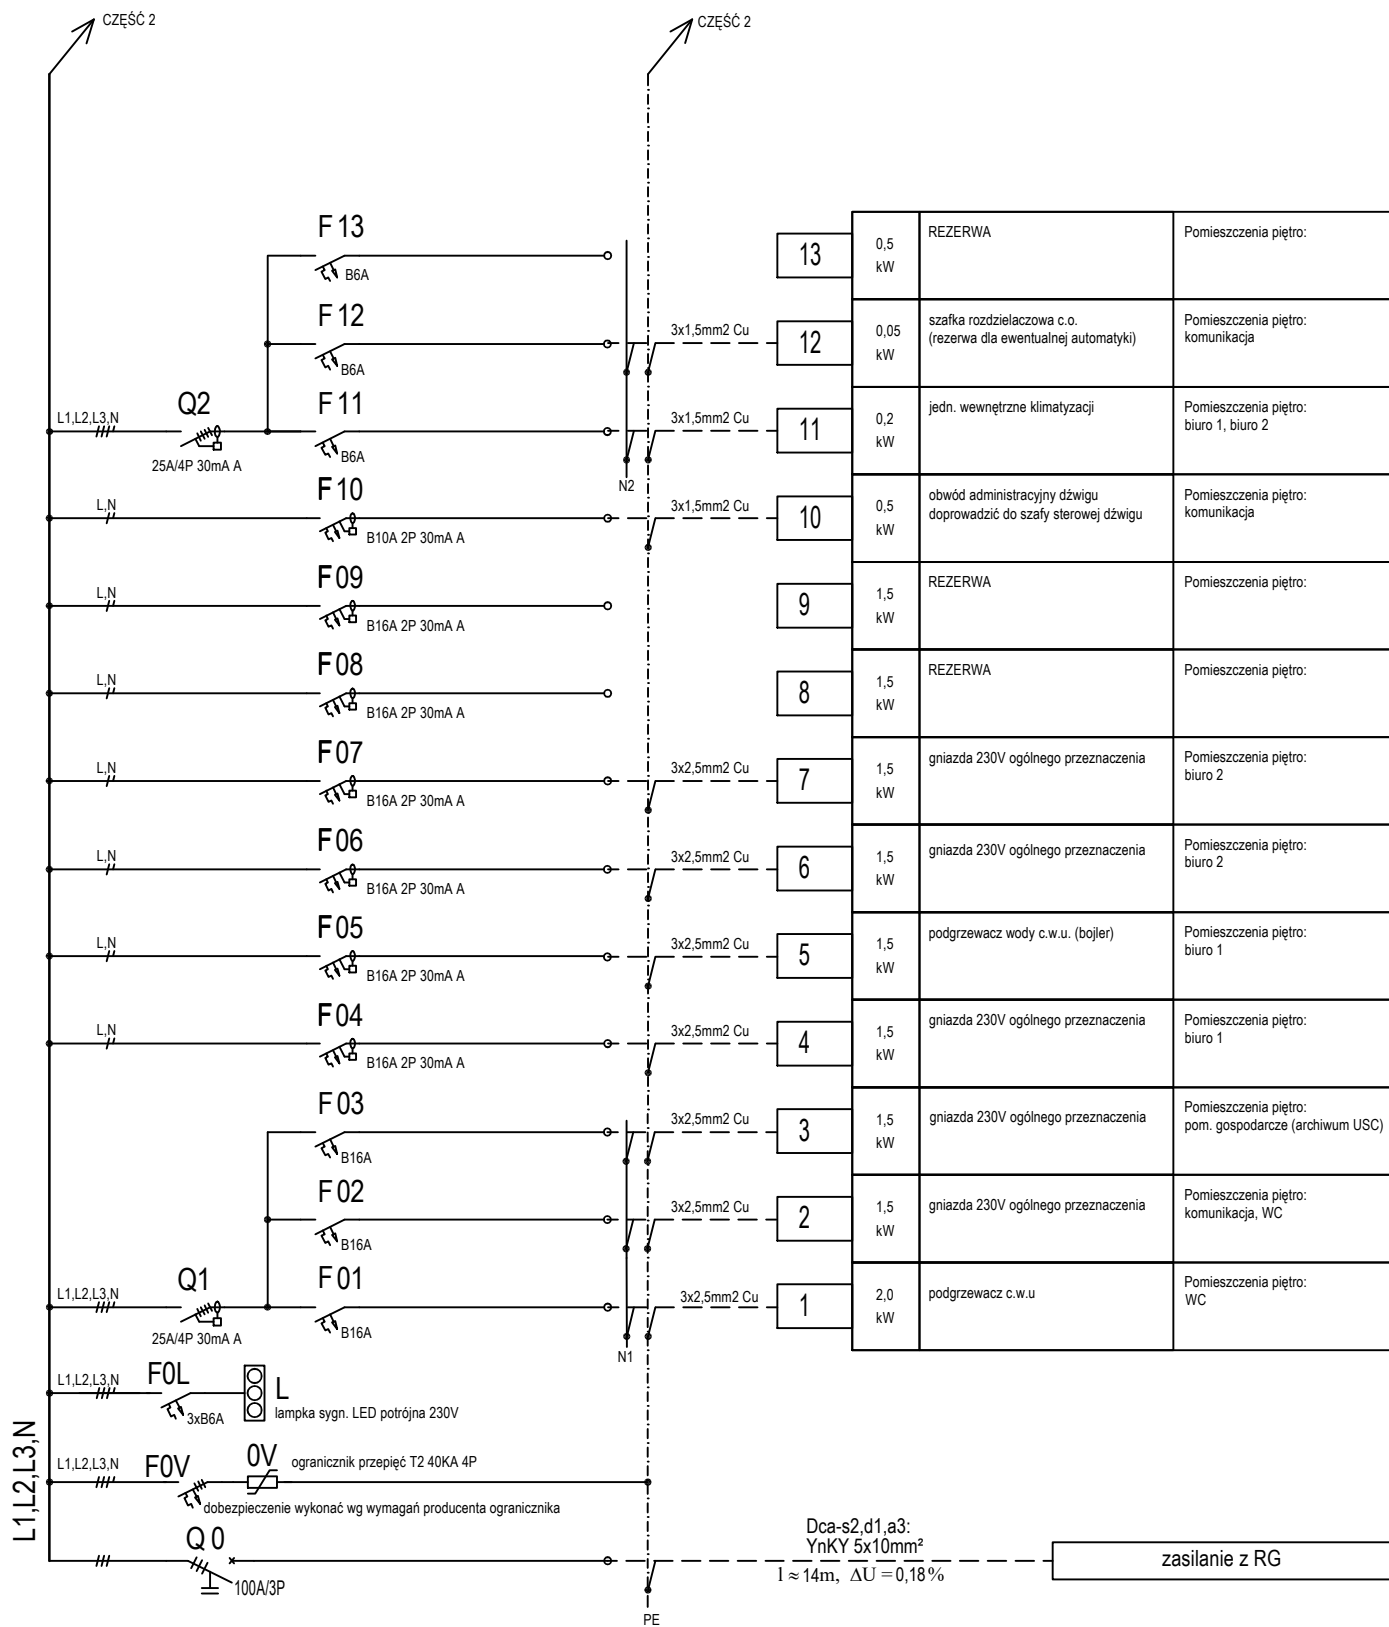 CZĘŚĆ 2
CZĘŚĆ 2
F13
B6A
13
0,5
kW
REZERWA
Pomieszczenia piętro:
F12
B6A
3x1,5mm2 Cu
12
0,05
kW
szafka rozdzielaczowa c.o.
(rezerwa dla ewentualnej automatyki)
Pomieszczenia piętro:
komunikacja
L1,L2,L3,N
Q2
25A/4P 30mA A
F11
B6A
N2
3x1,5mm2 Cu
11
0,2
kW
jedn. wewnętrzne klimatyzacji
Pomieszczenia piętro:
biuro 1, biuro 2
L,N
F10
B10A 2P 30mA A
3x1,5mm2 Cu
10
0,5
kW
obwód administracyjny dźwigu
doprowadzić do szafy sterowej dźwigu
Pomieszczenia piętro:
komunikacja
L,N
F09
B16A 2P 30mA A
9
1,5
kW
REZERWA
Pomieszczenia piętro:
L,N
F08
B16A 2P 30mA A
8
1,5
kW
REZERWA
Pomieszczenia piętro:
L,N
F07
B16A 2P 30mA A
3x2,5mm2 Cu
7
1,5
kW
gniazda 230V ogólnego przeznaczenia
Pomieszczenia piętro:
biuro 2
L,N
F06
B16A 2P 30mA A
3x2,5mm2 Cu
6
1,5
kW
gniazda 230V ogólnego przeznaczenia
Pomieszczenia piętro:
biuro 2
L,N
F05
B16A 2P 30mA A
3x2,5mm2 Cu
5
1,5
kW
podgrzewacz wody c.w.u. (bojler)
Pomieszczenia piętro:
biuro 1
L,N
F04
B16A 2P 30mA A
3x2,5mm2 Cu
4
1,5
kW
gniazda 230V ogólnego przeznaczenia
Pomieszczenia piętro:
biuro 1
F03
B16A
3x2,5mm2 Cu
3
1,5
kW
gniazda 230V ogólnego przeznaczenia
Pomieszczenia piętro:
pom. gospodarcze (archiwum USC)
F02
B16A
3x2,5mm2 Cu
2
1,5
kW
gniazda 230V ogólnego przeznaczenia
Pomieszczenia piętro:
komunikacja, WC
L1,L2,L3,N
Q1
25A/4P 30mA A
F01
B16A
N1
3x2,5mm2 Cu
1
2,0
kW
podgrzewacz c.w.u
Pomieszczenia piętro:
WC
L1,L2,L3,N
F0L
3xB6A
L
lampka sygn. LED potrójna 230V
L1,L2,L3,N
F0V
0V
ogranicznik przepięć T2 40KA 4P
dobezpieczenie wykonać wg wymagań producenta ogranicznika
L1,L2,L3,N
Q0
100A/3P
PE
Dca-s2,d1,a3:
YnKY 5x10mm²
l ≈ 14m, ΔU = 0,18%
zasilanie z RG